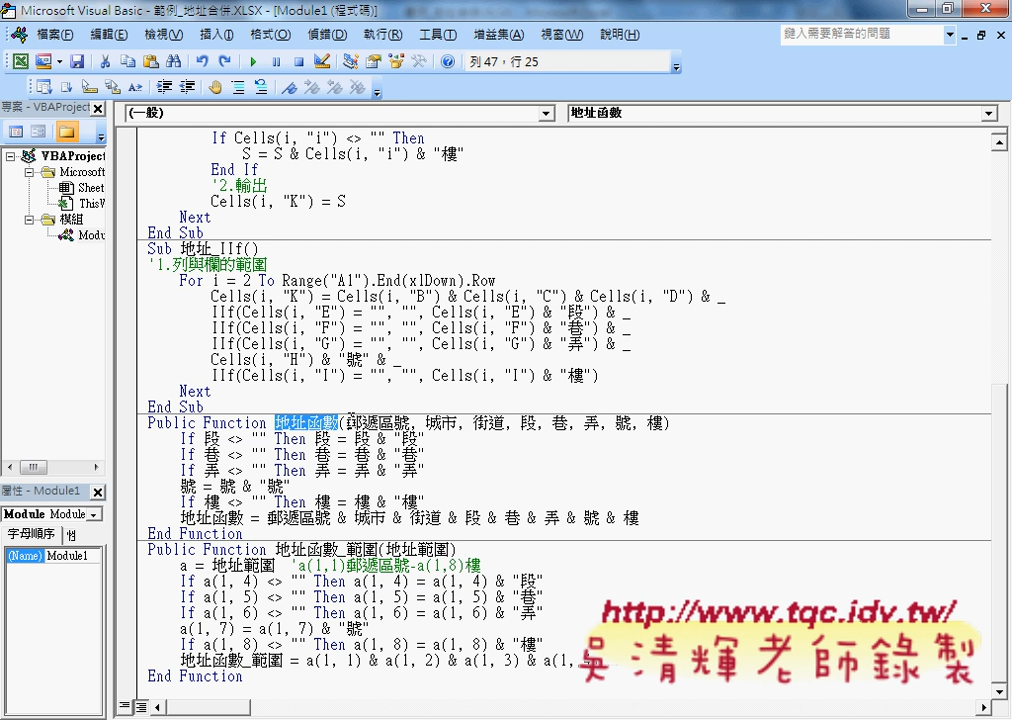 Microsoft Visual Basic - 範例_地址合併.XLSX - [Module1 (程式碼)]
檔案(F) 編輯(E) 檢視(V) 插入(I) 格式(O) 偵錯(D) 執行(R) 工具(T) 增益集(A) 視窗(W) 說明(H) 鍵入需要解答的問題
列 47, 行 25
專案 - VBAProject
(一般) 地址函數
VBAProject
Microsoft
Sheet
ThisW
模組
Modu
屬性 - Module1
Module Module
字母順序
(Name) Module1
If Cells(i, "i") <> "" Then
S = S & Cells(i, "i") & "樓"
End If
'2.輸出
Cells(i, "K") = S
Next
End Sub
Sub 地址_IIf()
'1.列與欄的範圍
For i = 2 To Range("A1").End(xlDown).Row
Cells(i, "K") = Cells(i, "B") & Cells(i, "C") & Cells(i, "D") & _
IIf(Cells(i, "E") = "", "", Cells(i, "E") & "段") & _
IIf(Cells(i, "F") = "", "", Cells(i, "F") & "巷") & _
IIf(Cells(i, "G") = "", "", Cells(i, "G") & "弄") & _
Cells(i, "H") & "號" & _
IIf(Cells(i, "I") = "", "", Cells(i, "I") & "樓")
Next
End Sub
Public Function 地址函數(郵遞區號, 城市, 街道, 段, 巷, 弄, 號, 樓)
If 段 <> "" Then 段 = 段 & "段"
If 巷 <> "" Then 巷 = 巷 & "巷"
If 弄 <> "" Then 弄 = 弄 & "弄"
號 = 號 & "號"
If 樓 <> "" Then 樓 = 樓 & "樓"
地址函數 = 郵遞區號 & 城市 & 街道 & 段 & 巷 & 弄 & 號 & 樓
End Function
Public Function 地址函數_範圍(地址範圍)
a = 地址範圍 'a(1,1)郵遞區號-a(1,8)樓
If a(1, 4) <> "" Then a(1, 4) = a(1, 4) & "段"
If a(1, 5) <> "" Then a(1, 5) = a(1, 5) & "巷"
If a(1, 6) <> "" Then a(1, 6) = a(1, 6) & "弄"
a(1, 7) = a(1, 7) & "號"
If a(1, 8) <> "" Then a(1, 8) = a(1, 8) & "樓"
地址函數_範圍 = a(1, 1) & a(1, 2) & a(1, 3) & a(1,
End Function
http://www.tqc.idv.tw/
吳清輝老師錄製